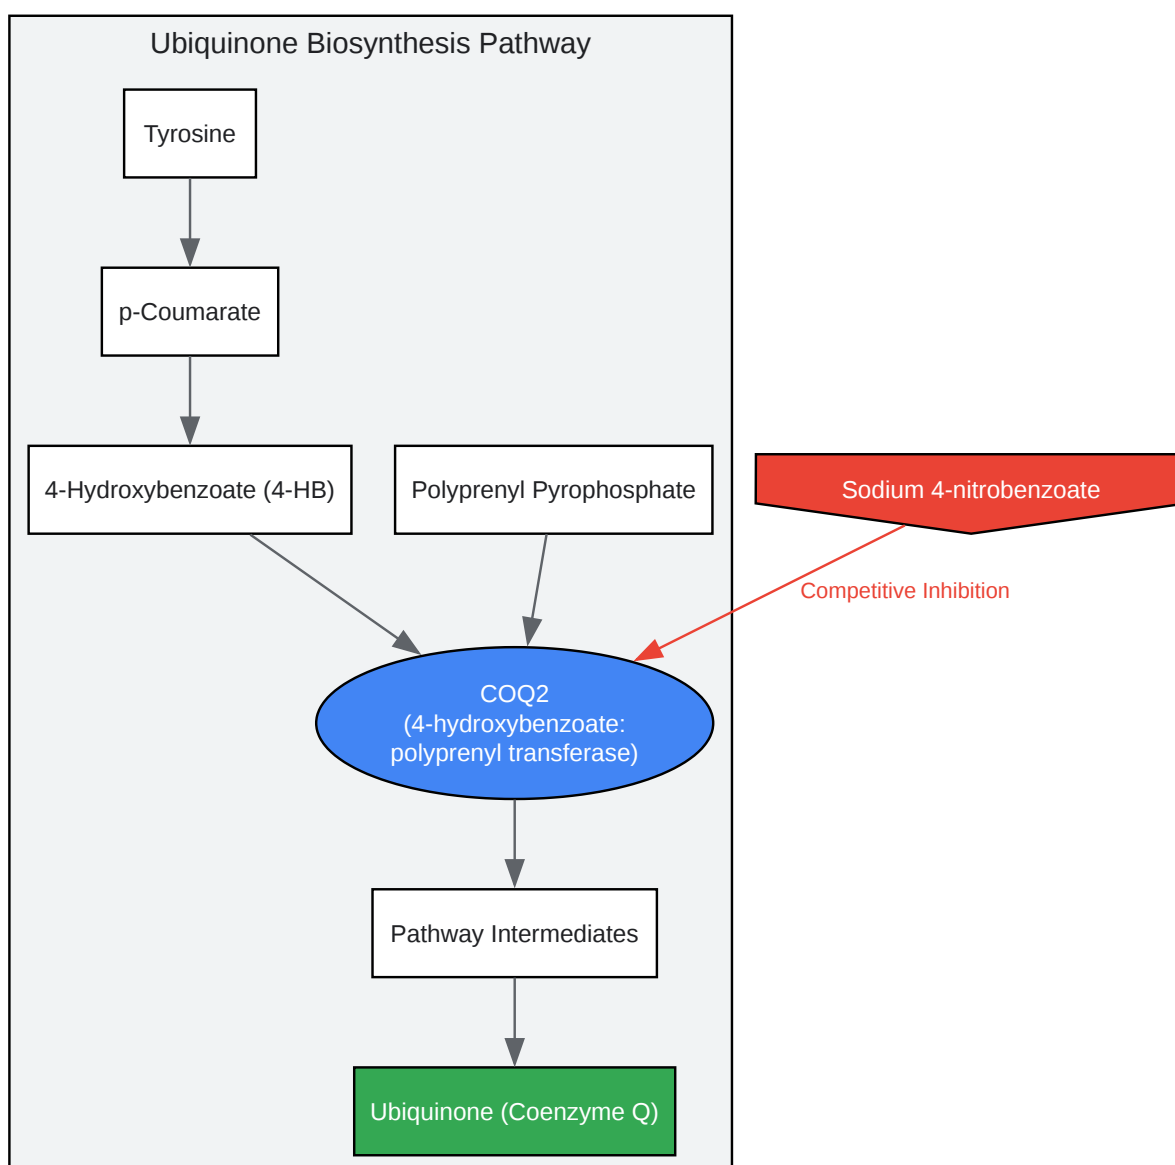 Ubiquinone Biosynthesis Pathway
Tyrosine
p-Coumarate
4-Hydroxybenzoate (4-HB)
Polyprenyl Pyrophosphate
Sodium 4-nitrobenzoate
Competitive Inhibition
COQ2
(4-hydroxybenzoate:
polyprenyl transferase)
Pathway Intermediates
Ubiquinone (Coenzyme Q)